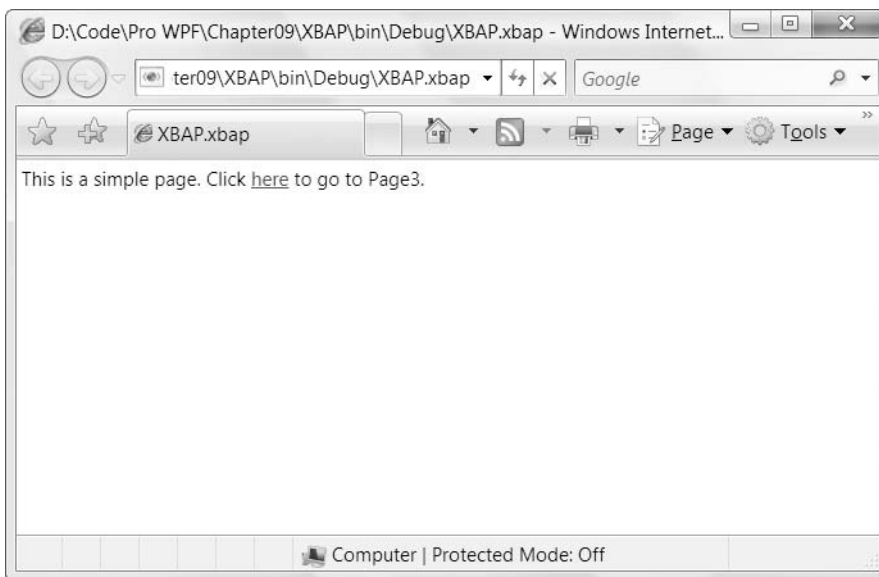 D:\Code\Pro WPF\Chapter09\XBAP\bin\Debug\XBAP.xbap - Windows Internet...
ter09\XBAP\bin\Debug\XBAP.xbap
Google
XBAP.xbap
Page
Tools
»
This is a simple page. Click here to go to Page3.
Computer | Protected Mode: Off